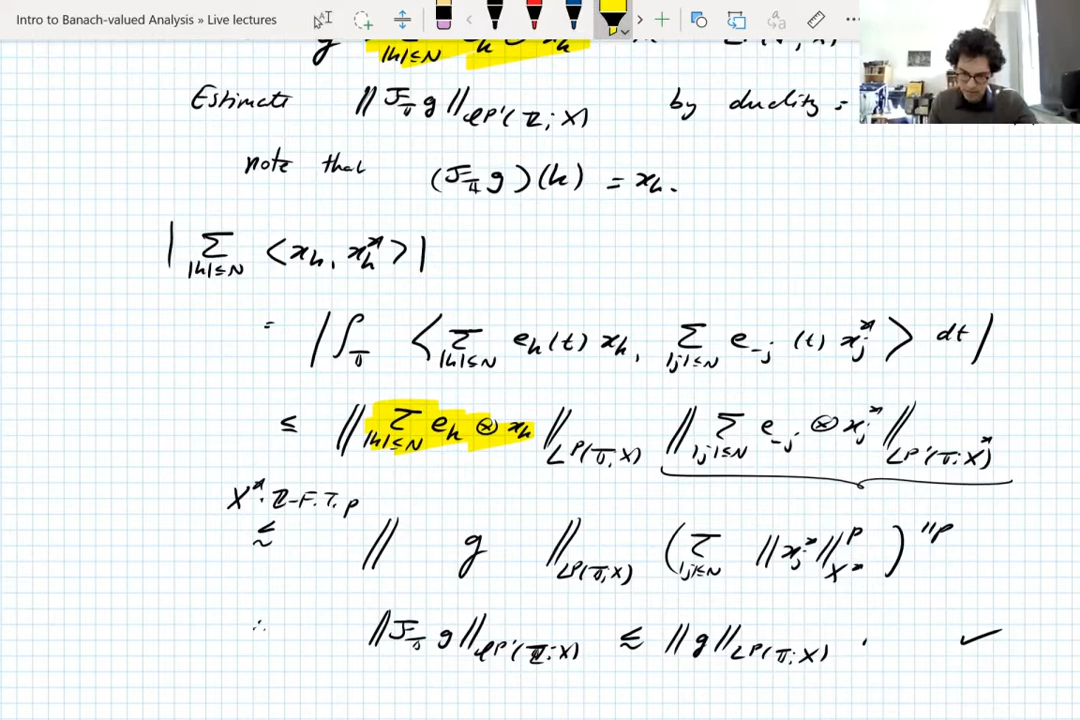 Intro to Banach-valued Analysis » Live lectures
g |k|≤N
Estimate ‖F_𝕋 g‖_{ℓ^{p'}(ℤ;X)} by duality =
note that (F_𝕋 g)(k) = x_k.
| Σ_{|k|≤N} <x_k, x_k^*> |
= | ∫_𝕋 < Σ_{|k|≤N} e_k(t) x_k, Σ_{|j|≤N} e_{-j}(t) x_j^* > dt |
≤ ‖ Σ_{|k|≤N} e_k ⊗ x_k ‖_{L^p(𝕋;X)} ‖ Σ_{|j|≤N} e_{-j} ⊗ x_j^* ‖_{L^{p'}(𝕋;X^*)}
X^*: ℤ-F.T. p
≲ ‖ g ‖_{L^p(𝕋;X)} ( Σ_{|j|≤N} ‖x_j^*‖_{X^*}^p )^{1/p}
∴ ‖F_𝕋 g‖_{ℓ^{p'}(ℤ;X)} ≲ ‖g‖_{L^p(𝕋;X)} . ✓